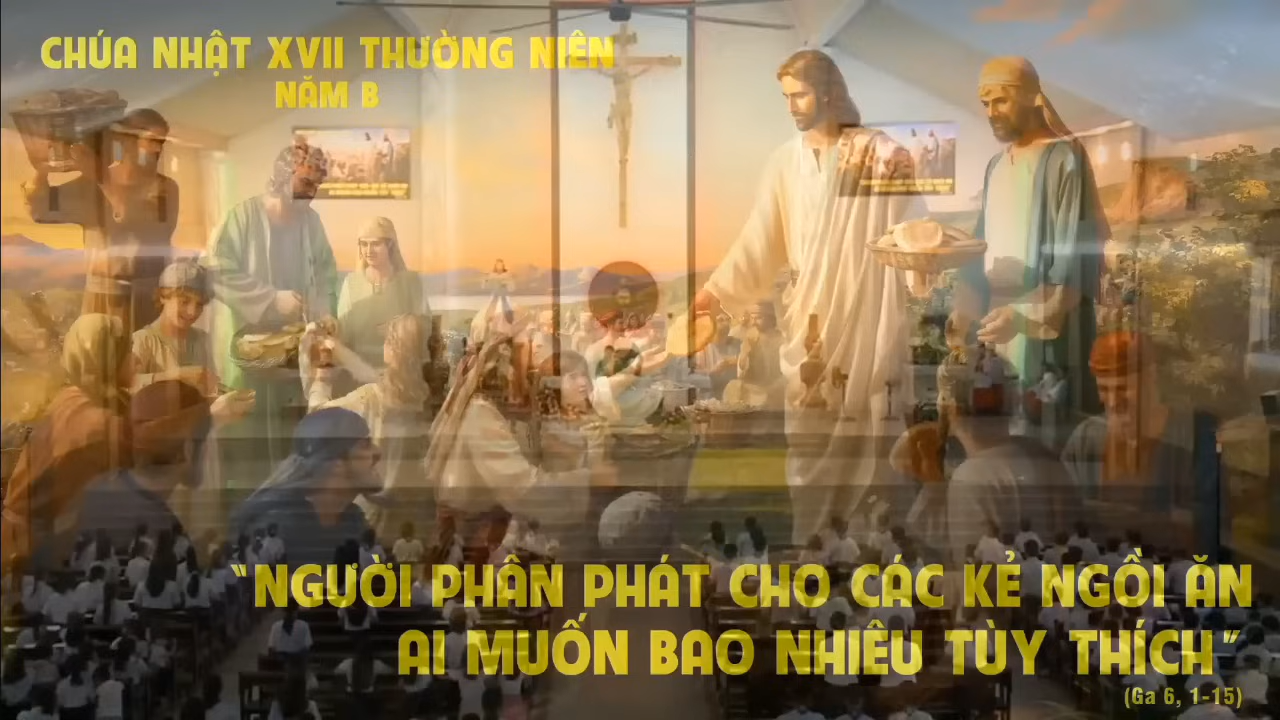 CHÚA NHẬT XVII THƯỜNG NIÊN
NĂM B
"NGƯỜI PHÂN PHÁT CHO CÁC KẺ NGỒI ĂN
AI MUỐN BAO NHIÊU TÙY THÍCH"
(Ga 6, 1-15)